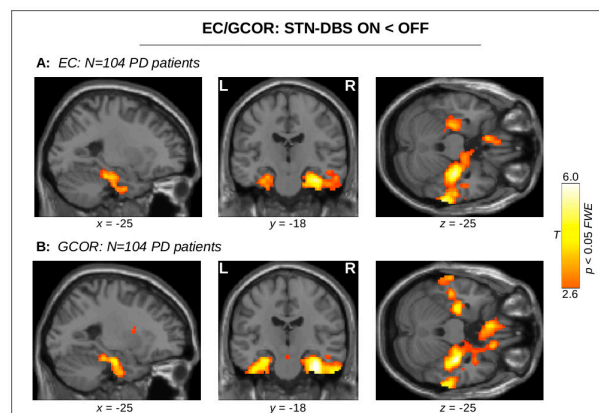 EC/GCOR: STN-DBS ON < OFF
A: EC: N=104 PD patients
L R
x = -25 y = -18 z = -25
6.0
T
p < 0.05 FWE
2.6
B: GCOR: N=104 PD patients
L R
x = -25 y = -18 z = -25